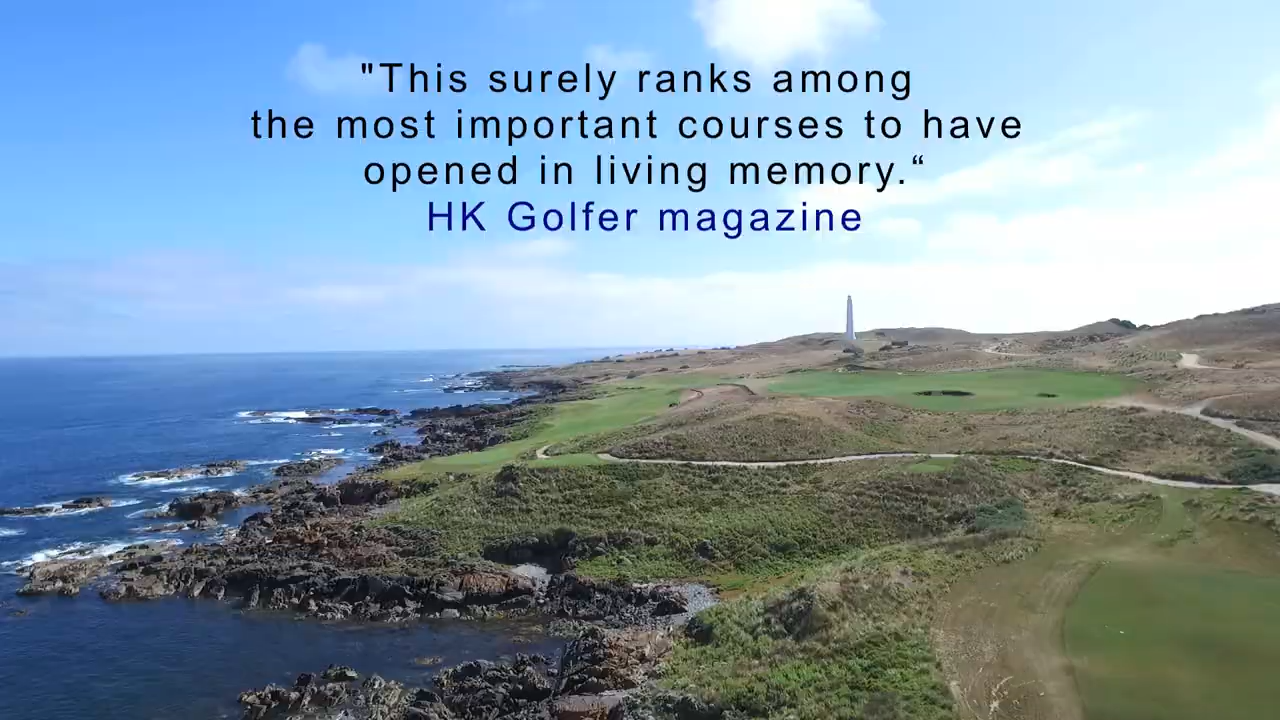 "This surely ranks among
the most important courses to have
opened in living memory.“
HK Golfer magazine